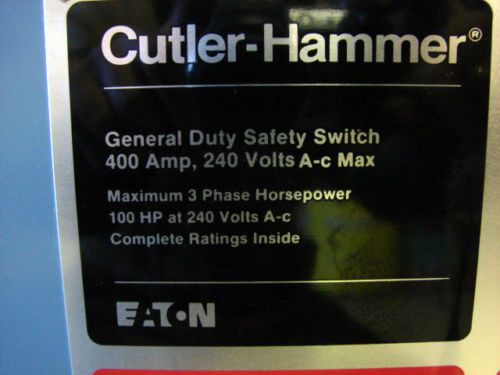 Cutler-Hammer®
General Duty Safety Switch
400 Amp, 240 Volts A-c Max
Maximum 3 Phase Horsepower
100 HP at 240 Volts A-c
Complete Ratings Inside
EATON